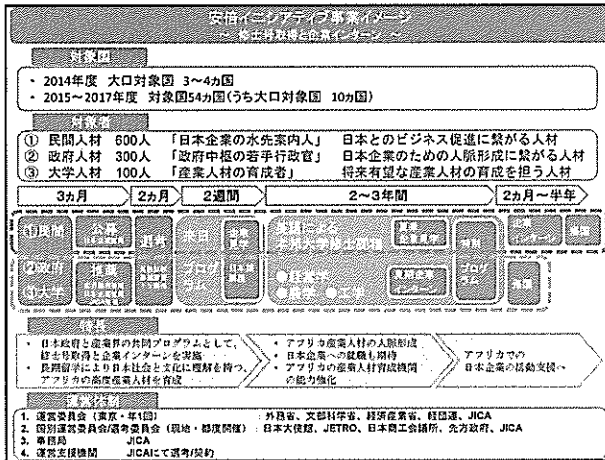 安倍イニシアティブ事業イメージ
～ 修士号取得と企業インターン ～
対象国
・ 2014年度 大口対象国 3～4カ国
・ 2015～2017年度 対象国54カ国(うち大口対象国 10カ国)
対象者
① 民間人材 600人 「日本企業の水先案内人」 日本とのビジネス促進に繋がる人材
② 政府人材 300人 「政府中枢の若手行政官」 日本企業のための人脈形成に繋がる人材
③ 大学人材 100人 「産業人材の育成者」 将来有望な産業人材の育成を担う人材
3カ月 2カ月 2週間 2～3年間 2カ月～半年
①民間 公募 選考 来日 英語による 本邦大学修士課程
②政府 推薦 プログラム
③大学
●経営学
●農学 ●工学
夏期企業インターン
プログラム
帰国
特長
・ 日本政府と産業界の共同プログラムとして、修士号取得と企業インターンを実施
・ 長期留学により日本社会と文化に理解を持つ、アフリカの高度産業人材を育成
・ アフリカ産業人材の人脈形成
・ 日本企業への就職も期待
・ アフリカの産業人材育成機関の能力強化
アフリカでの
日本企業の活動支援へ
運営体制
1. 運営委員会（東京・年1回） ：外務省、文部科学省、経済産業省、経団連、JICA
2. 国別運営委員会/選考委員会（現地・都度開催）：日本大使館、JETRO、日本商工会議所、先方政府、JICA
3. 事務局 JICA
4. 運営支援機関 JICAにて選考/契約